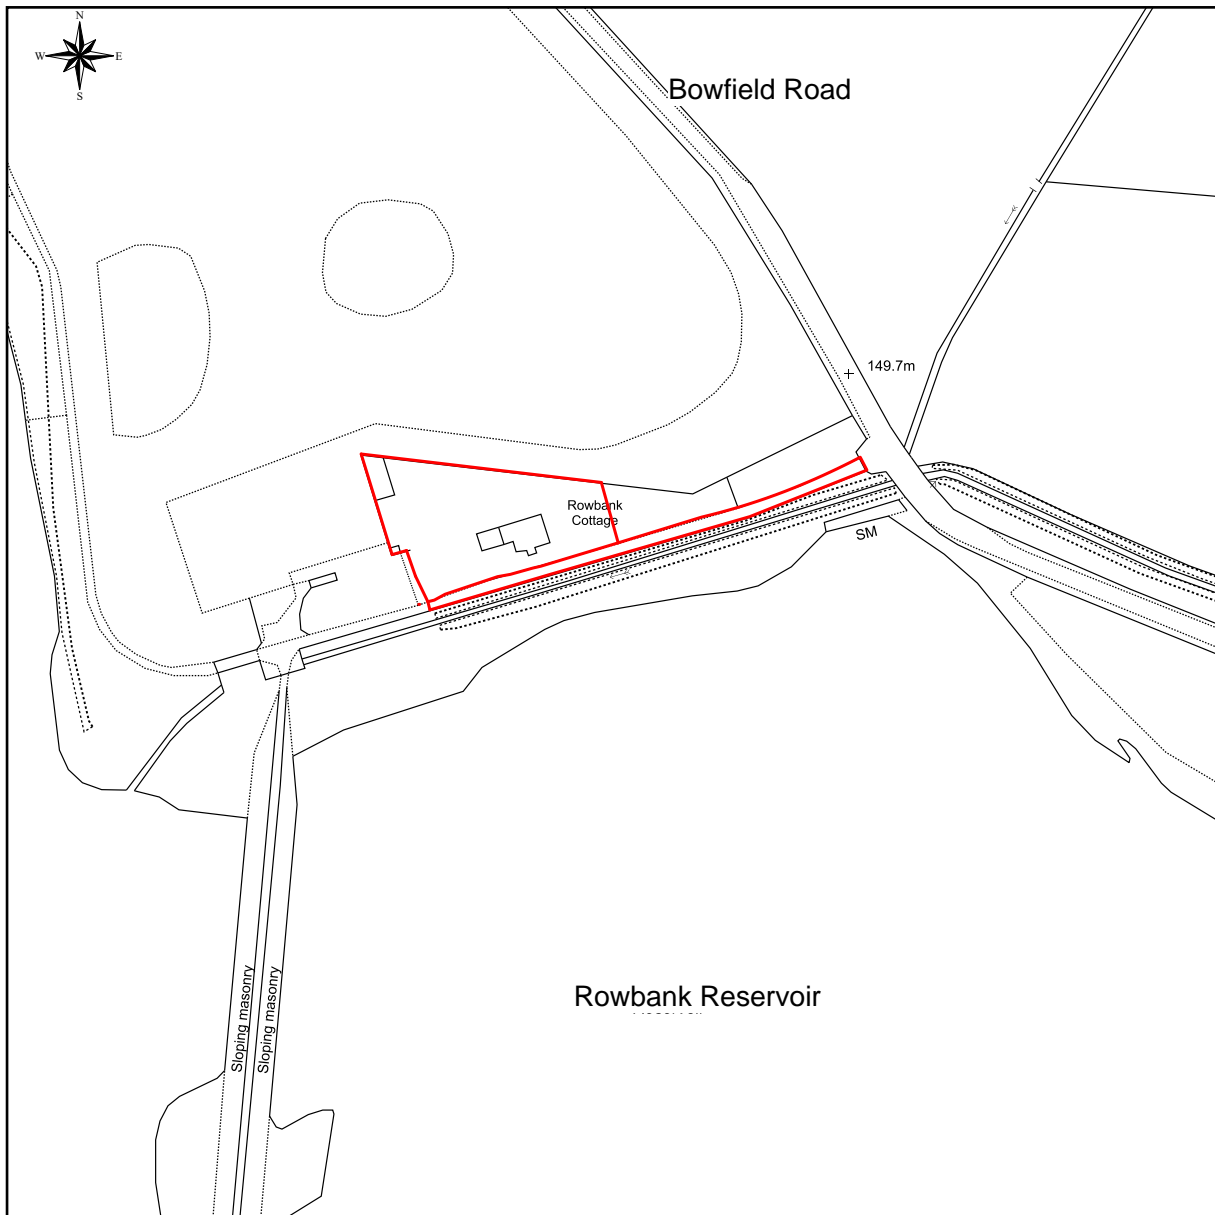 N
W E
S
Bowfield Road
149.7m
Rowbank
Cottage
SM
Rowbank Reservoir
Sloping masonry
Sloping masonry